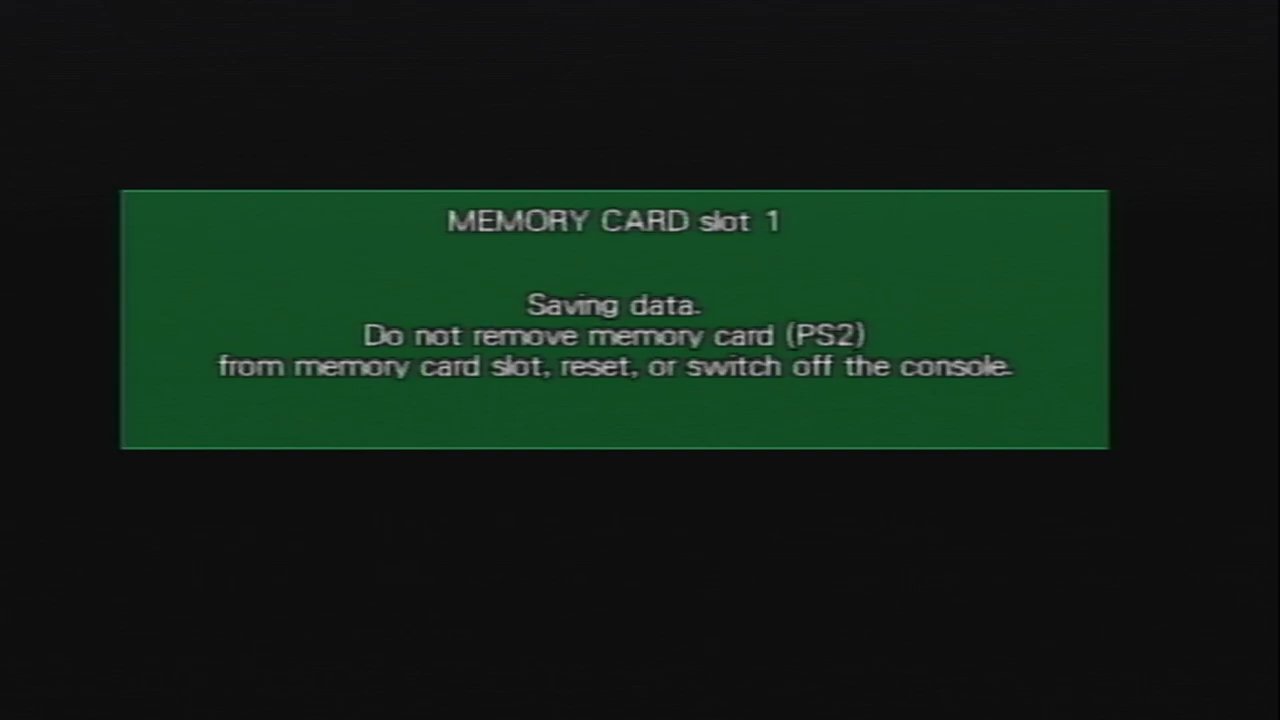 MEMORY CARD slot 1
Saving data.
Do not remove memory card (PS2)
from memory card slot, reset, or switch off the console.